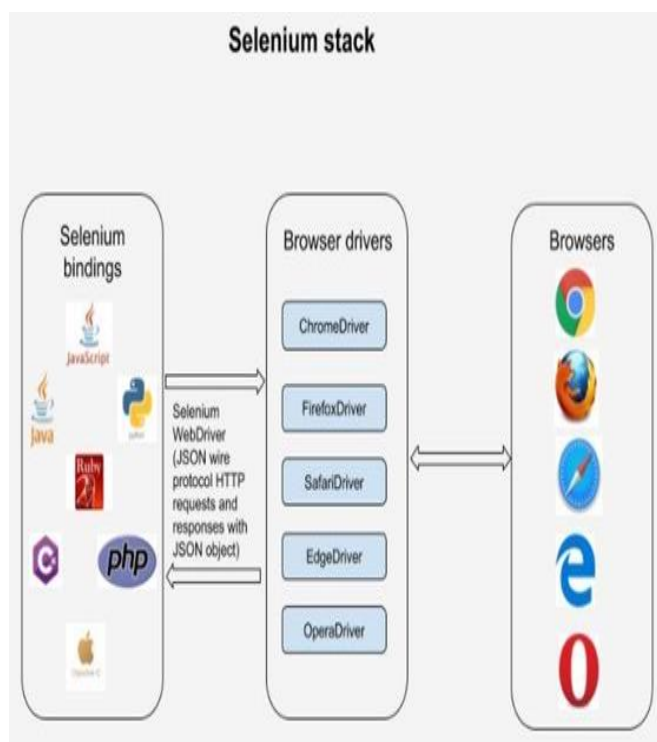 Selenium stack
Selenium
bindings
JavaScript
Java
python
Ruby
C#
php
Selenium
WebDriver
(JSON wire
protocol HTTP
requests and
responses with
JSON object)
Browser drivers
ChromeDriver
FirefoxDriver
SafariDriver
EdgeDriver
OperaDriver
Browsers